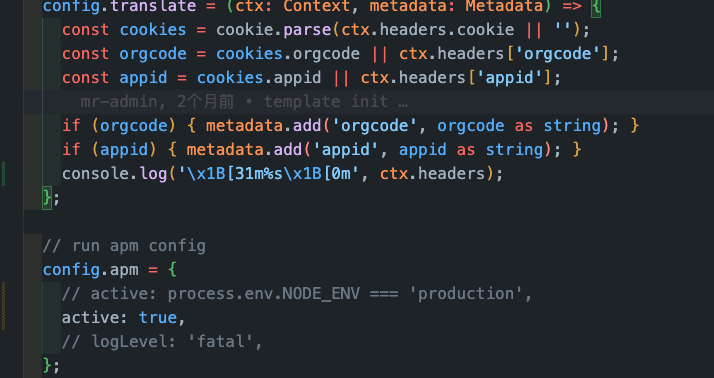 config.translate = (ctx: Context, metadata: Metadata) => {
const cookies = cookie.parse(ctx.headers.cookie || '');
const orgcode = cookies.orgcode || ctx.headers['orgcode'];
const appid = cookies.appid || ctx.headers['appid'];
mr-admin, 2个月前 • template init …
if (orgcode) { metadata.add('orgcode', orgcode as string); }
if (appid) { metadata.add('appid', appid as string); }
console.log('\x1B[31m%s\x1B[0m', ctx.headers);
};
// run apm config
config.apm = {
// active: process.env.NODE_ENV === 'production',
active: true,
// logLevel: 'fatal',
};